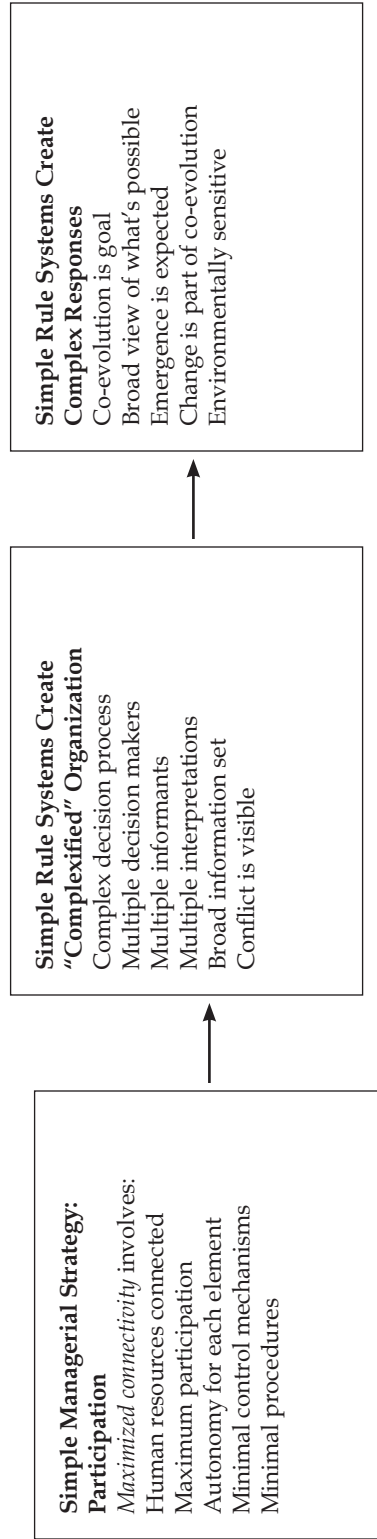 Simple Managerial Strategy:
Participation
Maximized connectivity involves:
Human resources connected
Maximum participation
Autonomy for each element
Minimal control mechanisms
Minimal procedures
Simple Rule Systems Create
“Complexified” Organization
Complex decision process
Multiple decision makers
Multiple informants
Multiple interpretations
Broad information set
Conflict is visible
Simple Rule Systems Create
Complex Responses
Co-evolution is goal
Broad view of what’s possible
Emergence is expected
Change is part of co-evolution
Environmentally sensitive